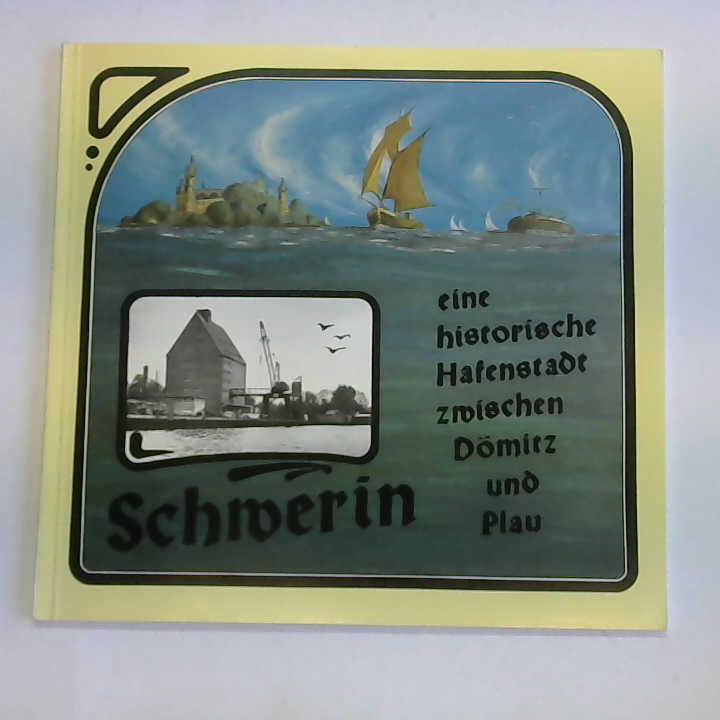 eine
historische
Hafenstadt
zwischen
Dömitz
und
Plau
Schwerin